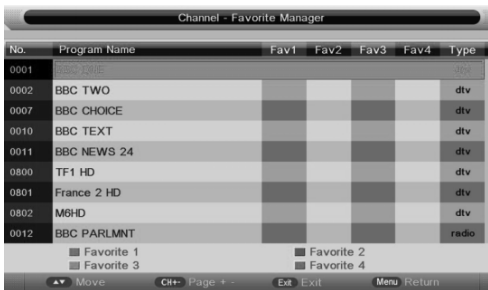 Channel - Favorite Manager
No. Program Name Fav1 Fav2 Fav3 Fav4 Type
0001 BBC ONE dtv
0002 BBC TWO dtv
0007 BBC CHOICE dtv
0010 BBC TEXT dtv
0011 BBC NEWS 24 dtv
0800 TF1 HD dtv
0801 France 2 HD dtv
0802 M6HD dtv
0012 BBC PARLMNT radio
Favorite 1 Favorite 2
Favorite 3 Favorite 4
Move CH+- Page + - Exit Exit Menu Return